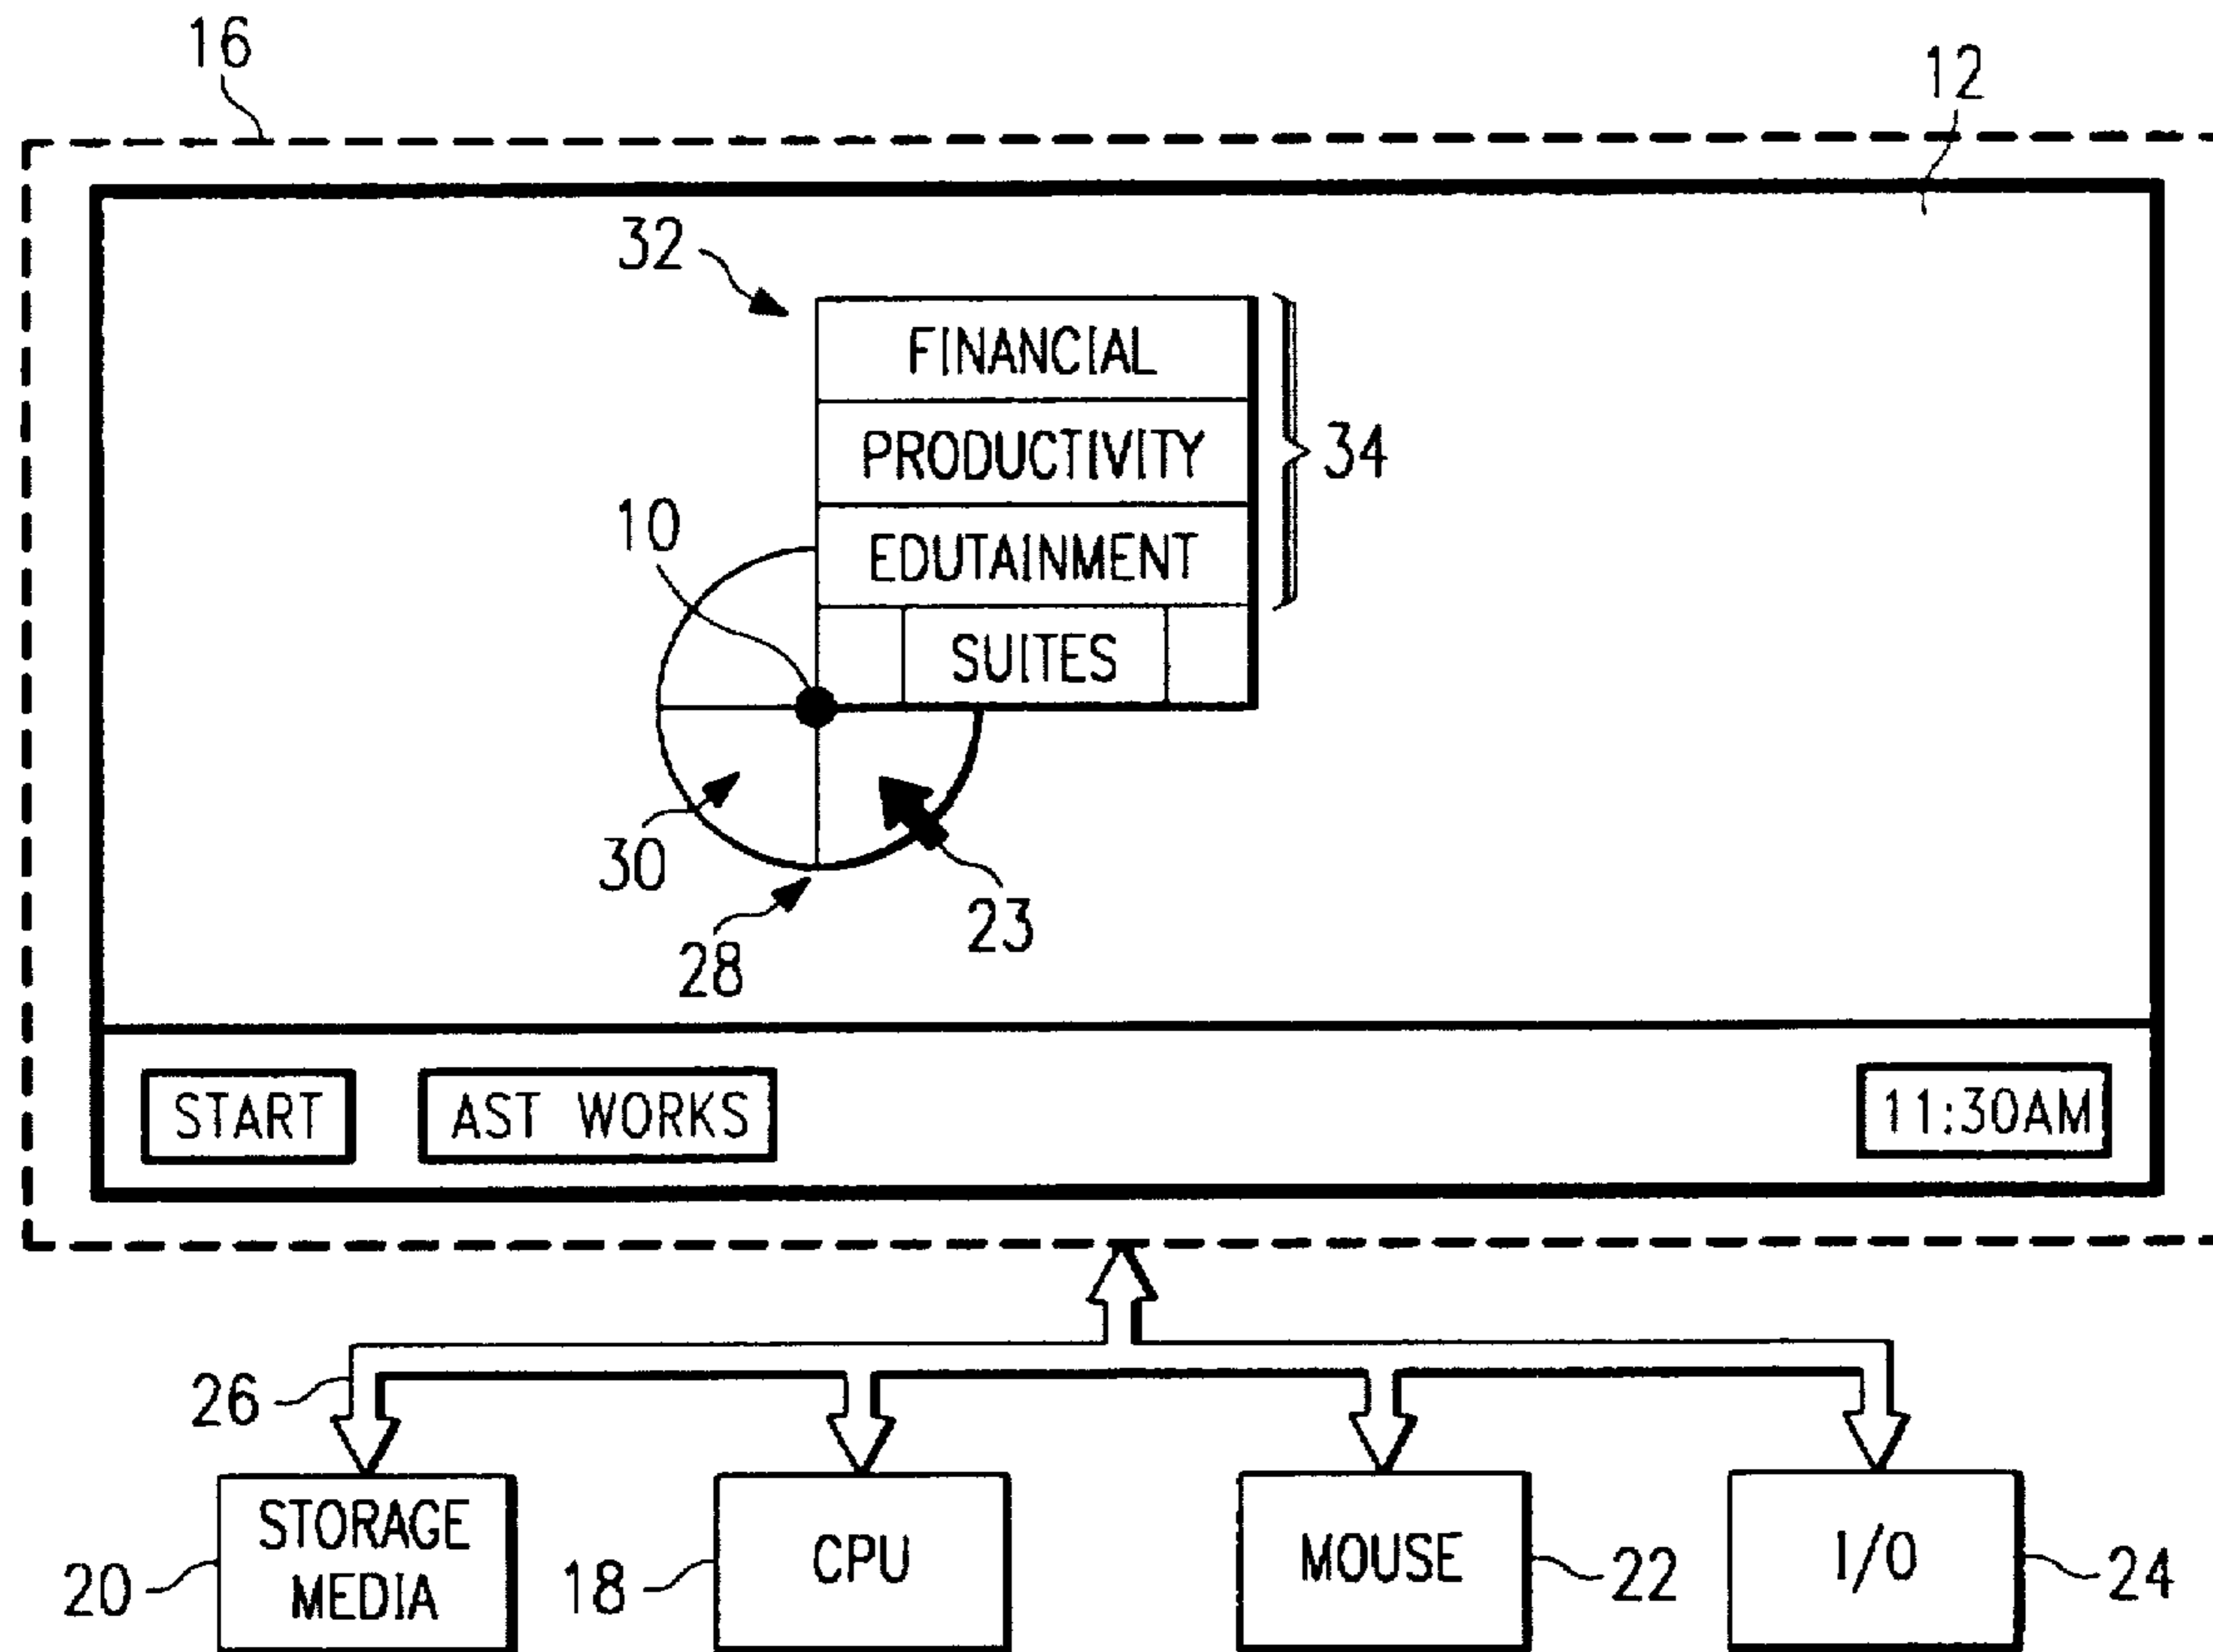 16
12
32
FINANCIAL
PRODUCTIVITY
34
10
EDUTAINMENT
SUITES
30
23
28
START
AST WORKS
11:30AM
26
STORAGE
MEDIA
20
CPU
18
MOUSE
22
I/O
24